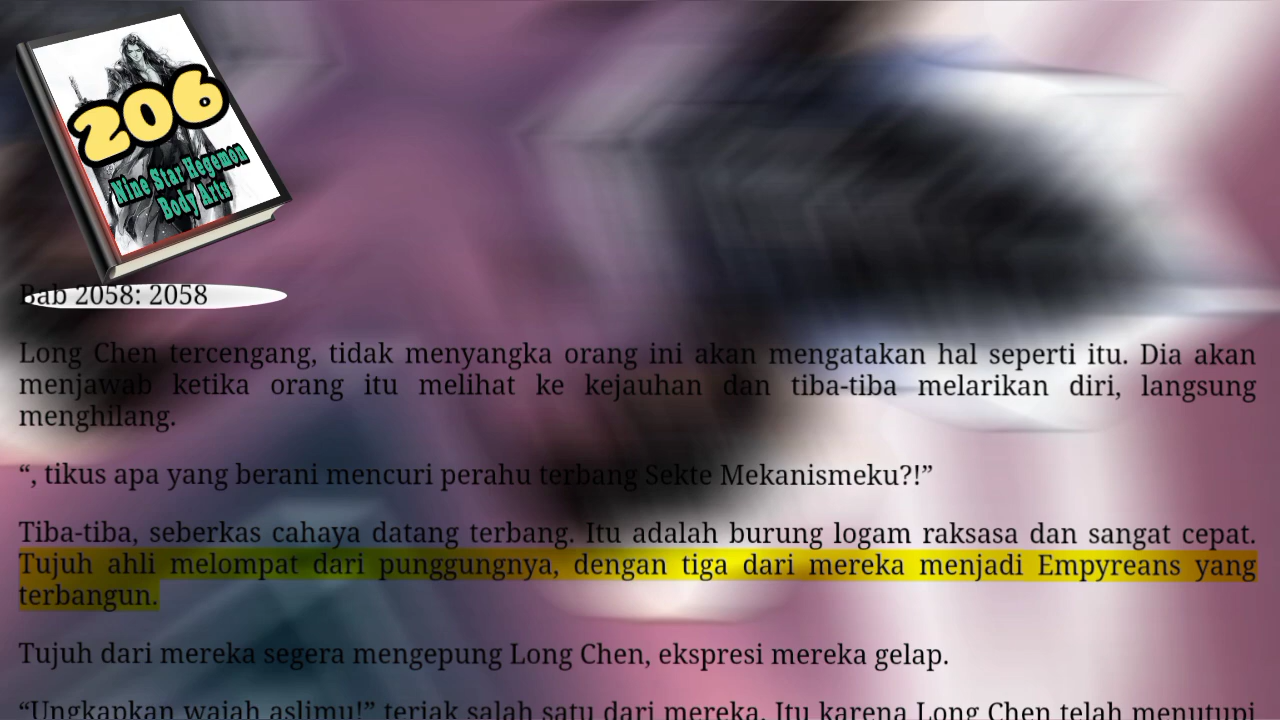 206
Nine Star Hegemon
Body Arts
Bab 2058: 2058
Long Chen tercengang, tidak menyangka orang ini akan mengatakan hal seperti itu. Dia akan
menjawab ketika orang itu melihat ke kejauhan dan tiba-tiba melarikan diri, langsung
menghilang.
“, tikus apa yang berani mencuri perahu terbang Sekte Mekanismeku?!”
Tiba-tiba, seberkas cahaya datang terbang. Itu adalah burung logam raksasa dan sangat cepat.
Tujuh ahli melompat dari punggungnya, dengan tiga dari mereka menjadi Empyreans yang
terbangun.
Tujuh dari mereka segera mengepung Long Chen, ekspresi mereka gelap.
“Ungkapkan wajah aslimu!” teriak salah satu dari mereka. Itu karena Long Chen telah menutupi